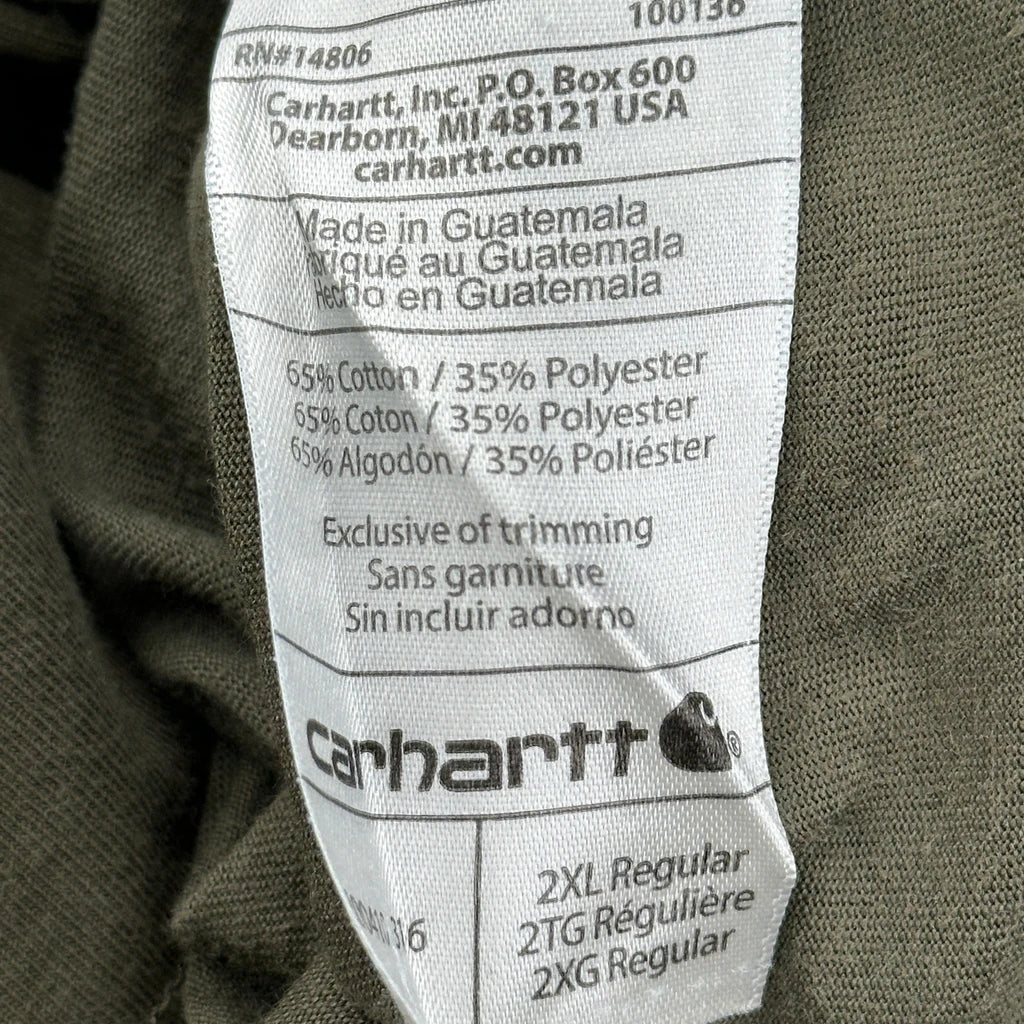 100136
RN#14806
Carhartt, Inc. P.O. Box 600
Dearborn, MI 48121 USA
carhartt.com
Made in Guatemala
au Guatemala
Hecho en Guatemala
65% Cotton / 35% Polyester
65% Coton / 35% Polyester
65% Algodón / 35% Poliéster
Exclusive of trimming
Sans garniture
Sin incluir adorno
carhartt ®
316
2XL Regular
2TG Régulière
2XG Regular